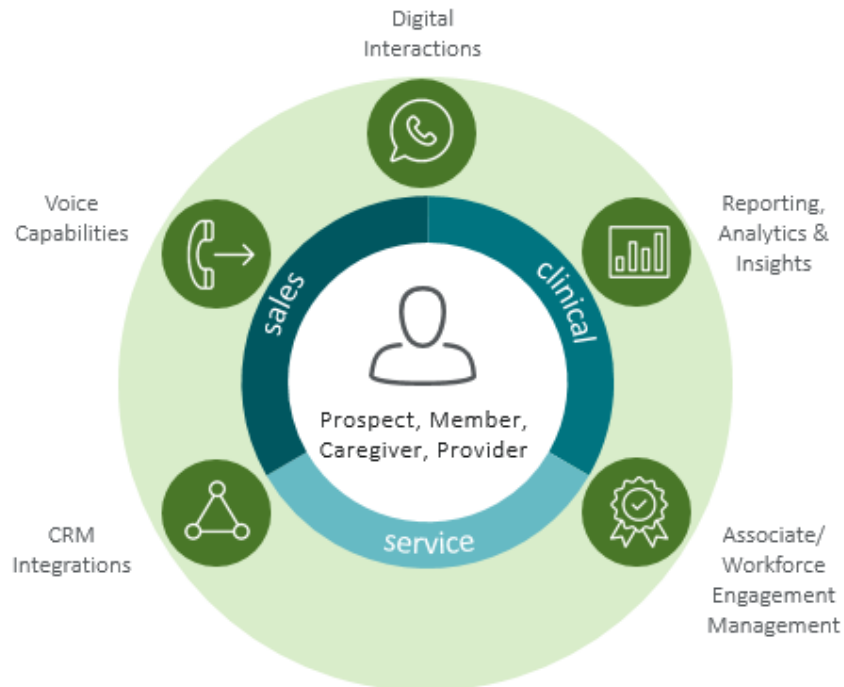 Digital
Interactions
Voice
Capabilities
Reporting,
Analytics &
Insights
sales
clinical
Prospect, Member,
Caregiver, Provider
service
CRM
Integrations
Associate/
Workforce
Engagement
Management